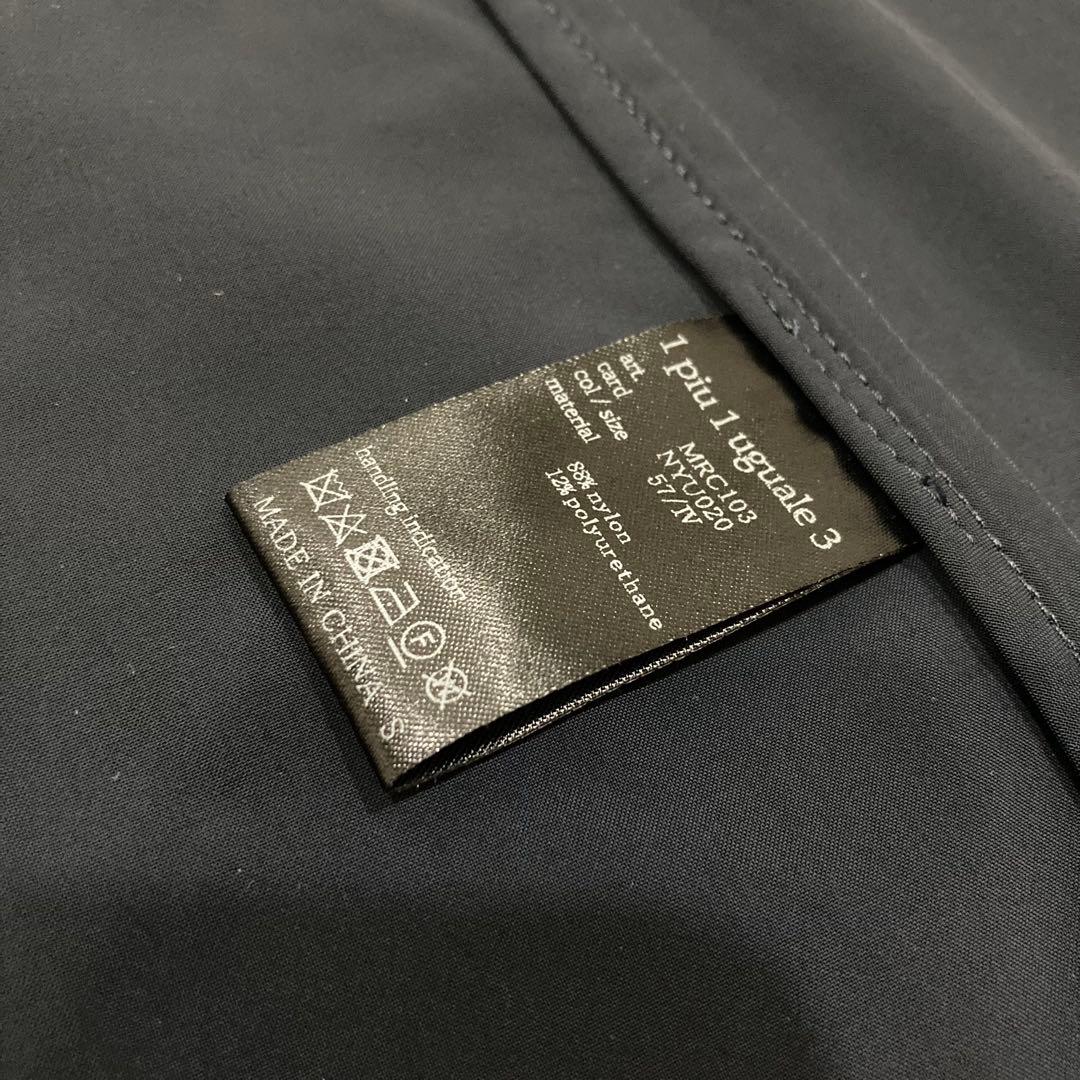 1 piu 1 uguale 3
art. MRC103
card NYU020
col / size 57/IV
material 88% nylon
12% polyurethane
handling indication
F
MADE IN CHINA S